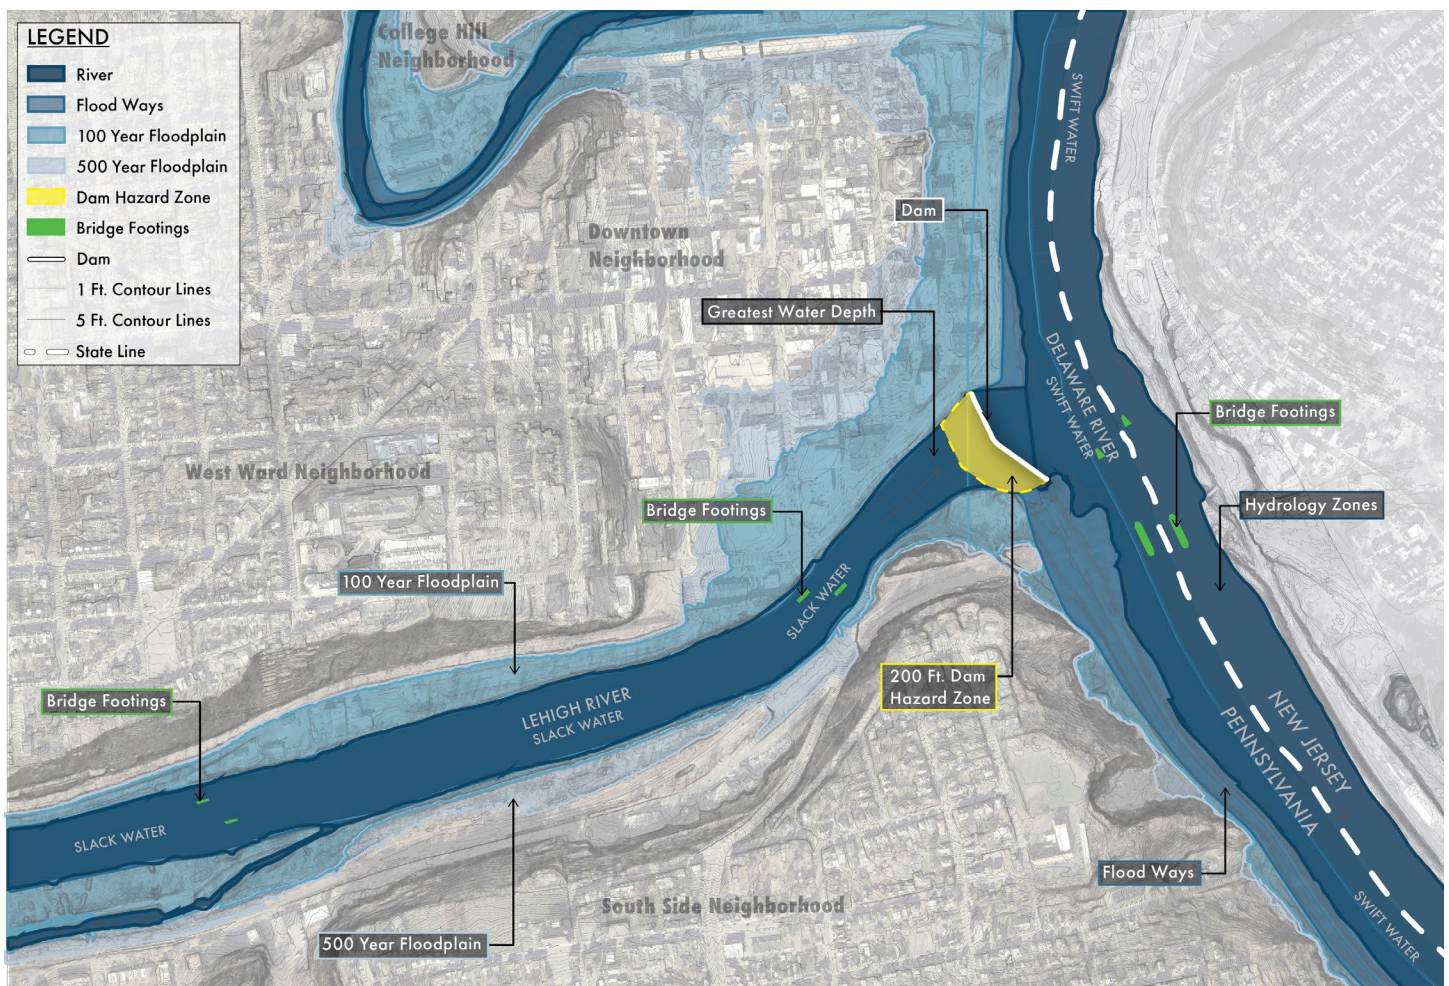 LEGEND
River
Flood Ways
100 Year Floodplain
500 Year Floodplain
Dam Hazard Zone
Bridge Footings
Dam
1 Ft. Contour Lines
5 Ft. Contour Lines
State Line
College Hill
Neighborhood
SWIFT WATER
Dam
Downtown
Neighborhood
Greatest Water Depth
DELAWARE RIVER
SWIFT WATER
Bridge Footings
West Ward Neighborhood
Hydrology Zones
Bridge Footings
100 Year Floodplain
SLACK WATER
200 Ft. Dam
Hazard Zone
Bridge Footings
LEHIGH RIVER
SLACK WATER
NEW JERSEY
PENNSYLVANIA
SLACK WATER
Flood Ways
South Side Neighborhood
SWIFT WATER
500 Year Floodplain